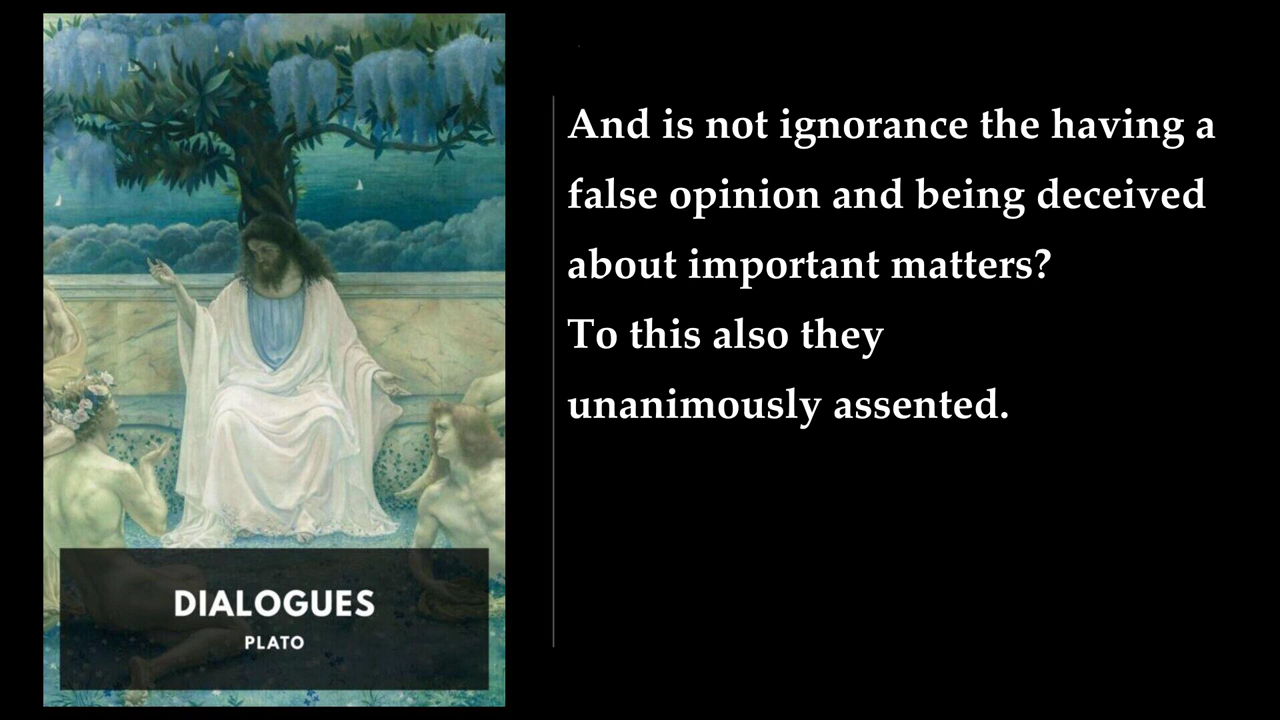 And is not ignorance the having a
false opinion and being deceived
about important matters?
To this also they
unanimously assented.
DIALOGUES
PLATO